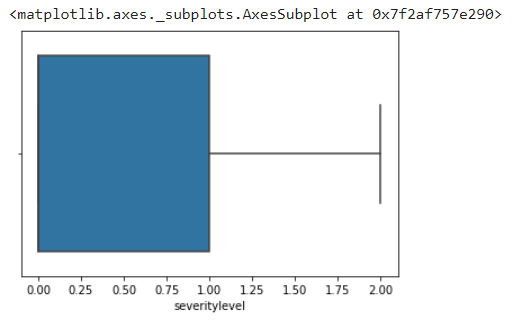 <matplotlib.axes._subplots.AxesSubplot at 0x7f2af757e290>
0.00 0.25 0.50 0.75 1.00 1.25 1.50 1.75 2.00
severitylevel